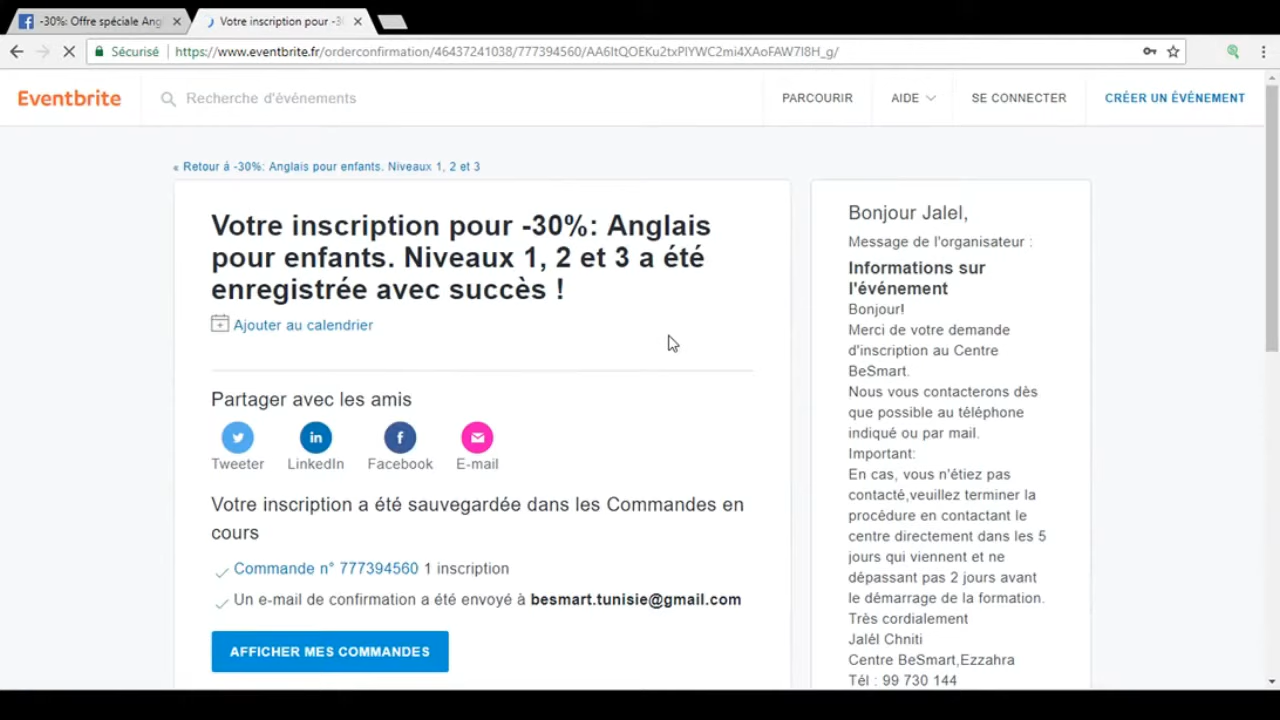 -30%: Offre spéciale Ang
Votre inscription pour -3
Sécurisé
https://www.eventbrite.fr/orderconfirmation/46437241038/777394560/AA6ItQOEKu2txPlYWC2mi4XAoFAW7I8H_g/
Eventbrite
Recherche d'événements
PARCOURIR
AIDE
SE CONNECTER
CRÉER UN ÉVÉNEMENT
« Retour á -30%: Anglais pour enfants. Niveaux 1, 2 et 3
Votre inscription pour -30%: Anglais
pour enfants. Niveaux 1, 2 et 3 a été
enregistrée avec succès !
Ajouter au calendrier
Partager avec les amis
Tweeter
LinkedIn
Facebook
E-mail
Votre inscription a été sauvegardée dans les Commandes en
cours
Commande n° 777394560 1 inscription
Un e-mail de confirmation a été envoyé à besmart.tunisie@gmail.com
AFFICHER MES COMMANDES
Bonjour Jalel,
Message de l'organisateur :
Informations sur
l'événement
Bonjour!
Merci de votre demande
d'inscription au Centre
BeSmart.
Nous vous contacterons dès
que possible au téléphone
indiqué ou par mail.
Important:
En cas, vous n'êtiez pas
contacté,veuillez terminer la
procédure en contactant le
centre directement dans les 5
jours qui viennent et ne
dépassant pas 2 jours avant
le démarrage de la formation.
Très cordialement
Jalél Chniti
Centre BeSmart,Ezzahra
Tél : 99 730 144